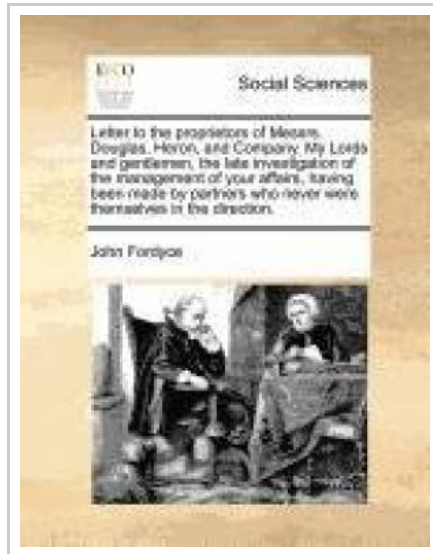 ECCO
Social Sciences
Letter to the proprietors of Messrs.
Douglas, Heron, and Company. My Lords
and gentlemen, the late investigation of
the management of your affairs, having
been made by partners who never were
themselves in the direction.
John Fordyce